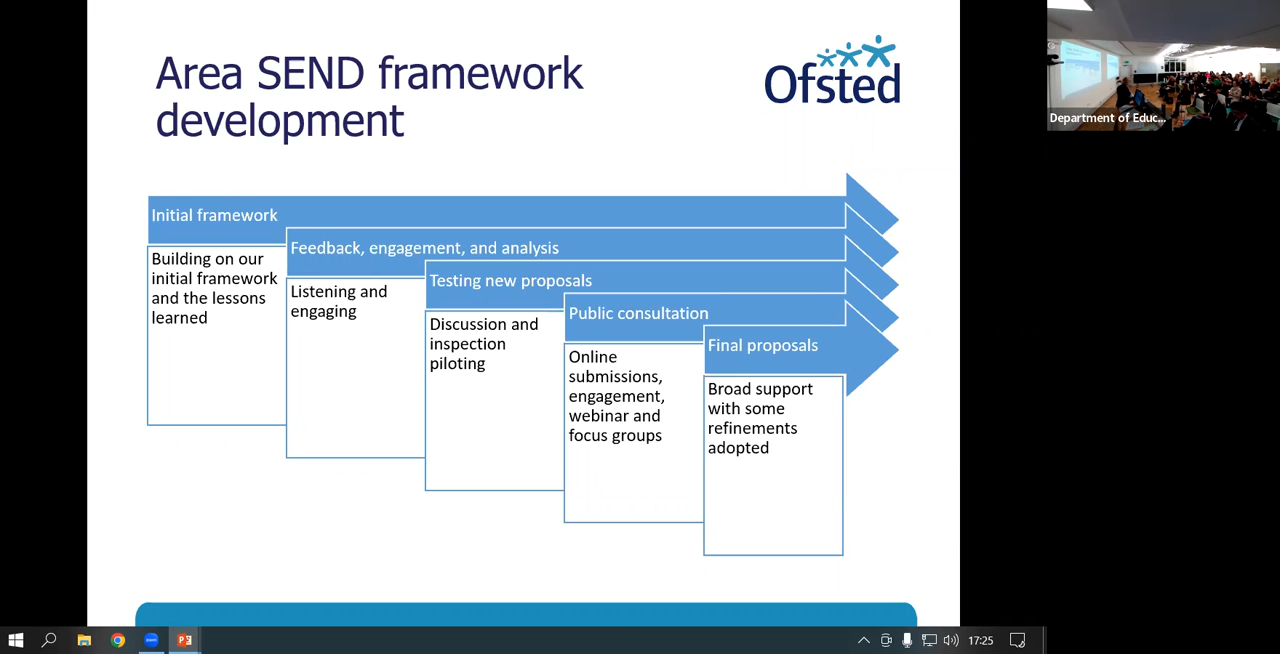 Area SEND framework
development
Ofsted
Initial framework
Building on our
initial framework
and the lessons
learned
Feedback, engagement, and analysis
Listening and
engaging
Testing new proposals
Discussion and
inspection
piloting
Public consultation
Online
submissions,
engagement,
webinar and
focus groups
Final proposals
Broad support
with some
refinements
adopted
Department of Educ...
zoom
17:25